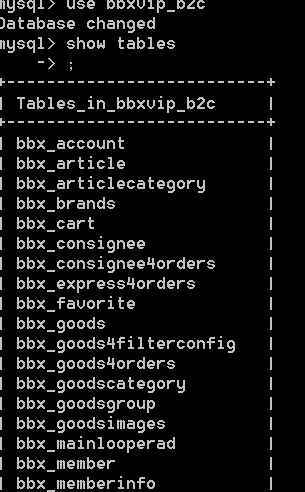 mysql> use bbxvip_b2c
Database changed
mysql> show tables
    -> ;
+---------------------------+
| Tables_in_bbxvip_b2c      |
+---------------------------+
| bbx_account               |
| bbx_article               |
| bbx_articlecategory       |
| bbx_brands                |
| bbx_cart                  |
| bbx_consignee             |
| bbx_consignee4orders      |
| bbx_express4orders        |
| bbx_favorite              |
| bbx_goods                 |
| bbx_goods4filterconfig    |
| bbx_goods4orders          |
| bbx_goodscategory         |
| bbx_goodsgroup            |
| bbx_goodsimages           |
| bbx_mainlooperad          |
| bbx_member                |
| bbx_memberinfo            |